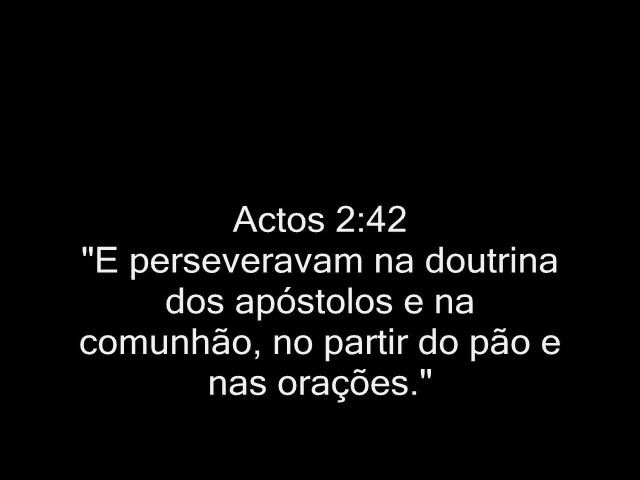 Actos 2:42
"E perseveravam na doutrina
dos apóstolos e na
comunhão, no partir do pão e
nas orações."